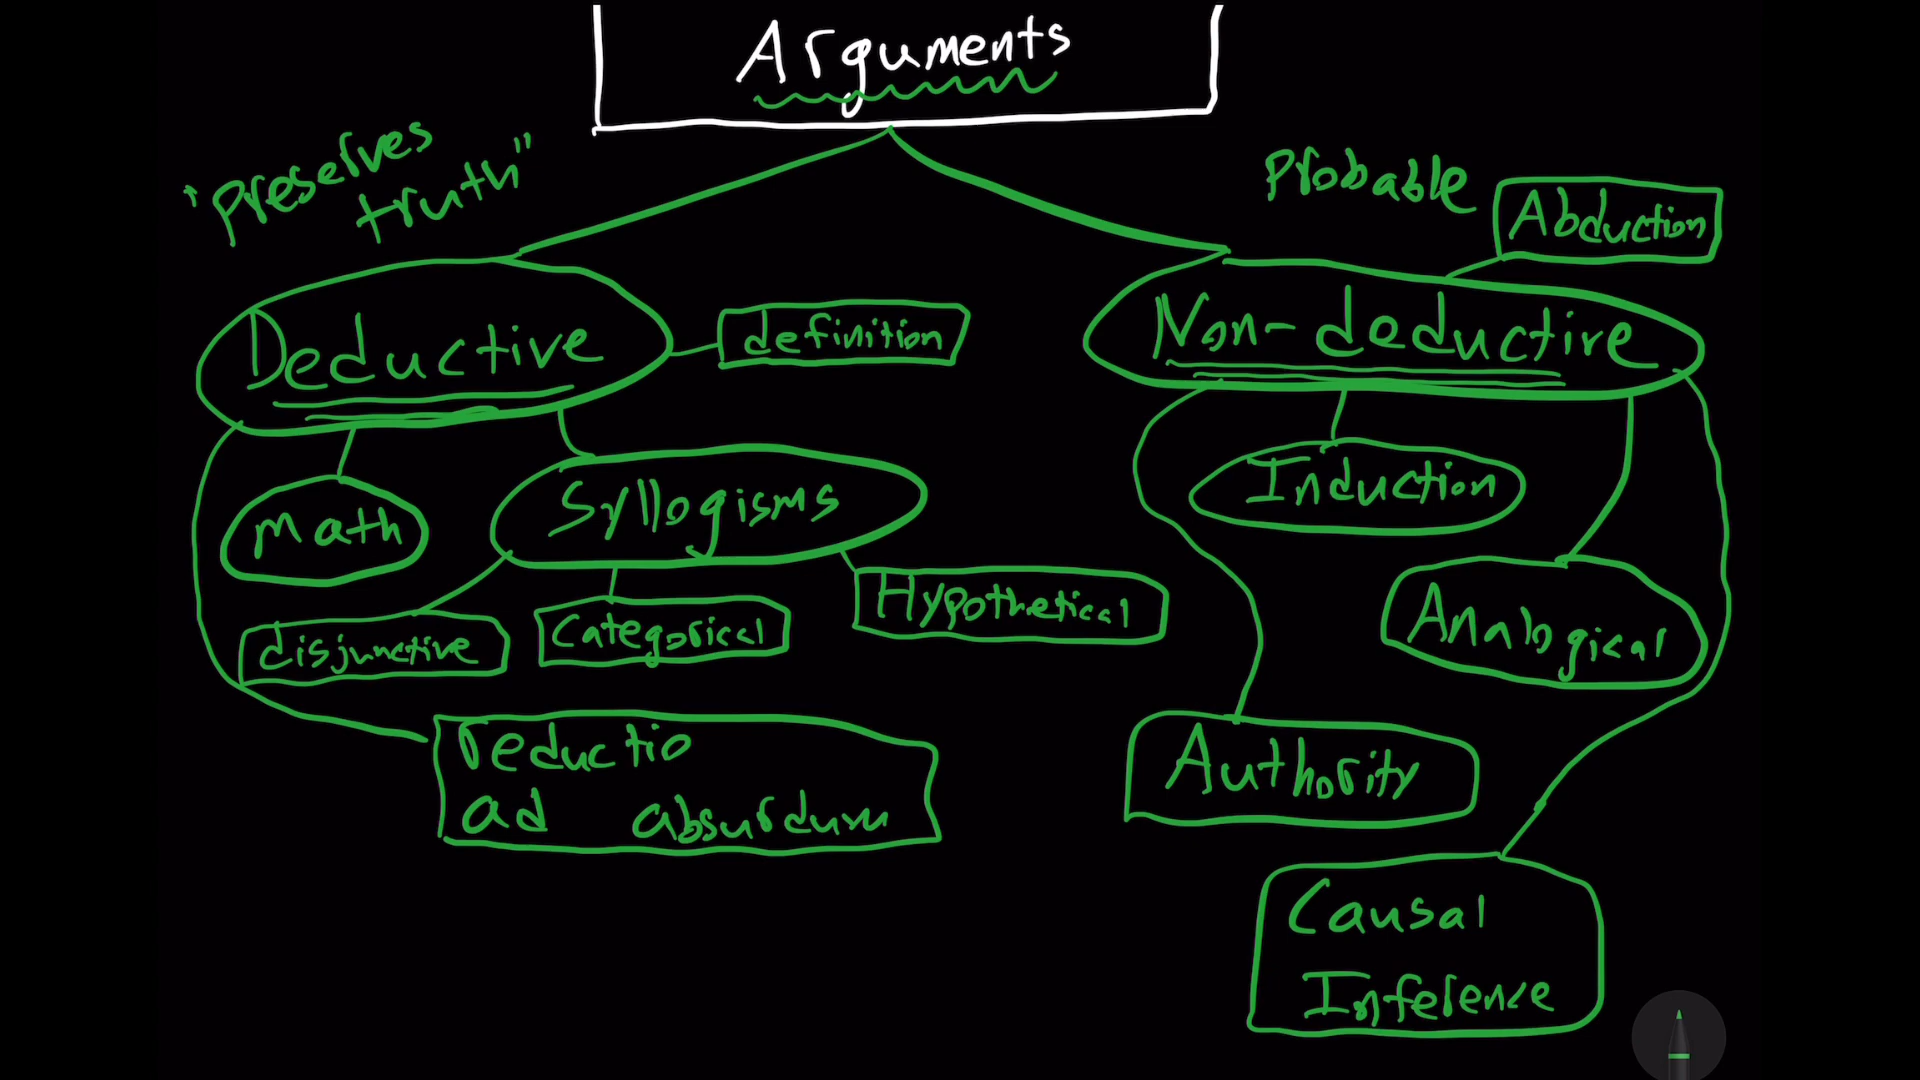 Arguments
"Preserves
truth"
Probable
Abduction
Deductive
definition
Non-deductive
Math
Syllogisms
Induction
disjunctive
Categorical
Hypothetical
Analogical
reductio
ad absurdum
Authority
Causal
Inference